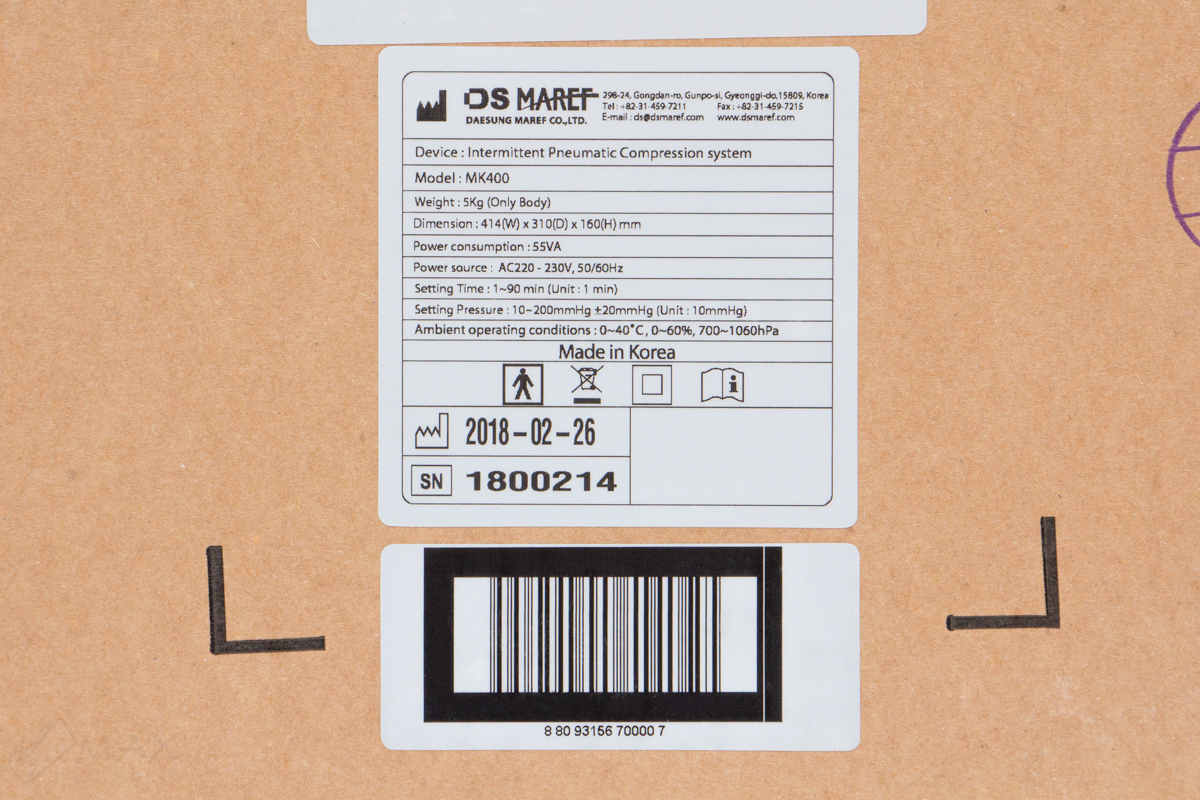 DS MAREF
DAESUNG MAREF CO.,LTD.
298-24, Gongdan-ro, Gunpo-si, Gyeonggi-do,15809, Korea
Tel : +82-31-459-7211 Fax : +82-31-459-7215
E-mail : ds@dsmaref.com www.dsmaref.com
Device : Intermittent Pneumatic Compression system
Model : MK400
Weight : 5Kg (Only Body)
Dimension : 414(W) x 310(D) x 160(H) mm
Power consumption : 55VA
Power source : AC220 - 230V, 50/60Hz
Setting Time : 1~90 min (Unit : 1 min)
Setting Pressure : 10~200mmHg ±20mmHg (Unit : 10mmHg)
Ambient operating conditions : 0~40˚C, 0~60%, 700~1060hPa
Made in Korea
2018-02-26
SN 1800214
8 80 93156 70000 7